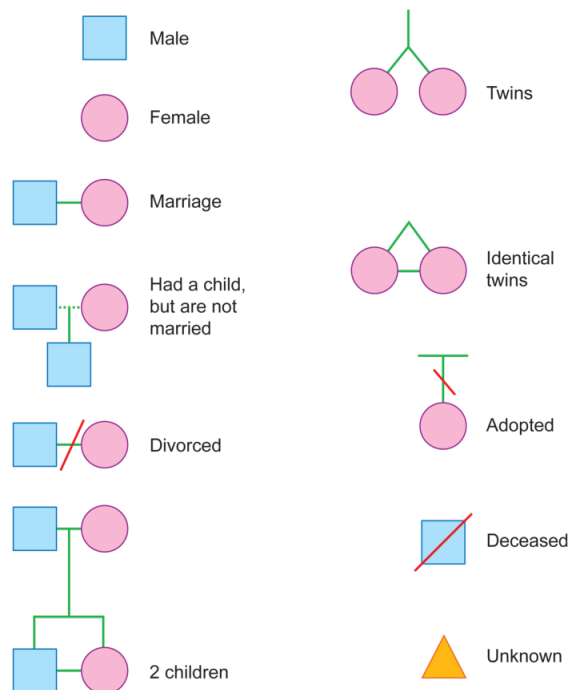 Male
Female
Marriage
Had a child,
but are not
married
Divorced
2 children
Twins
Identical
twins
Adopted
Deceased
Unknown